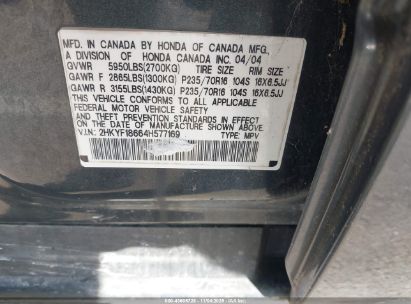 MFD. IN CANADA BY HONDA OF CANADA MFG.,
A DIVISION OF HONDA CANADA INC. 04/04
GVWR 5950LBS(2700KG) TIRE SIZE RIM SIZE
GAWR F 2865LBS(1300KG) P235/70R16 104S 16X6.5JJ
GAWR R 3155LBS(1430KG) P235/70R16 104S 16X6.5JJ
THIS VEHICLE CONFORMS TO ALL APPLICABLE
FEDERAL MOTOR VEHICLE SAFETY
AND THEFT PREVENTION STANDARDS IN EFFECT ON
THE DATE OF MANUFACTURE SHOWN ABOVE.
V.I.N: 2HKYF18664H577169 TYPE: MPV